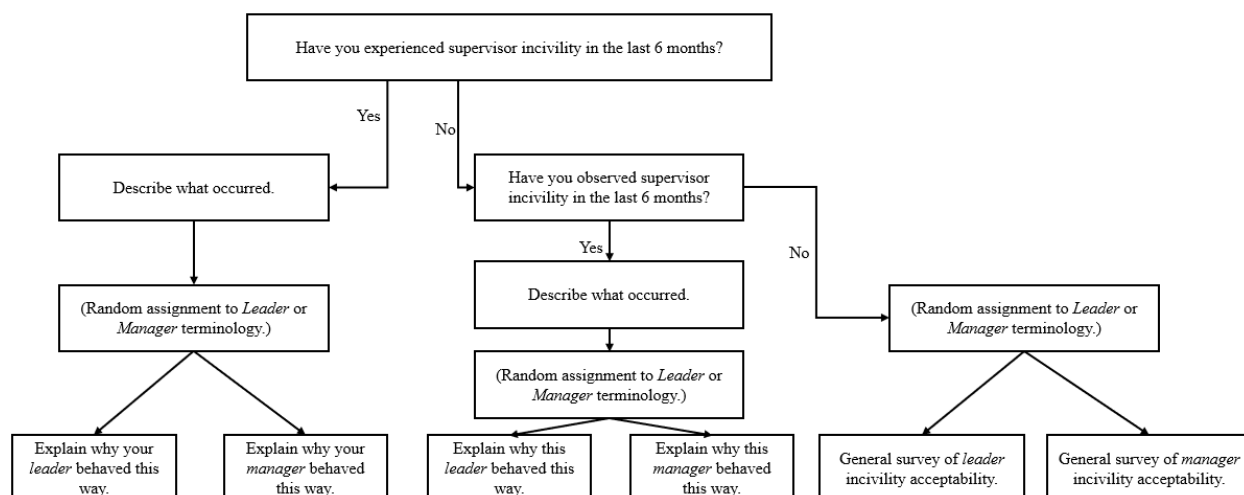 Have you experienced supervisor incivility in the last 6 months?
Yes
No
Describe what occurred.
Have you observed supervisor
incivility in the last 6 months?
Yes
No
Describe what occurred.
(Random assignment to Leader or
Manager terminology.)
(Random assignment to Leader or
Manager terminology.)
(Random assignment to Leader or
Manager terminology.)
Explain why your
leader behaved this
way.
Explain why your
manager behaved
this way.
Explain why this
leader behaved this
way.
Explain why this
manager behaved
this way.
General survey of leader
incivility acceptability.
General survey of manager
incivility acceptability.